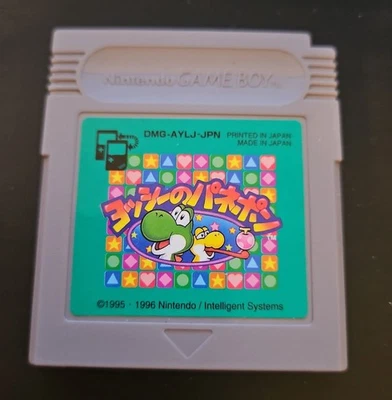 Nintendo GAME BOY
DMG-AYLJ-JPN PRINTED IN JAPAN
MADE IN JAPAN
ヨッシーのパネポン
TM
©1995・1996 Nintendo / Intelligent Systems